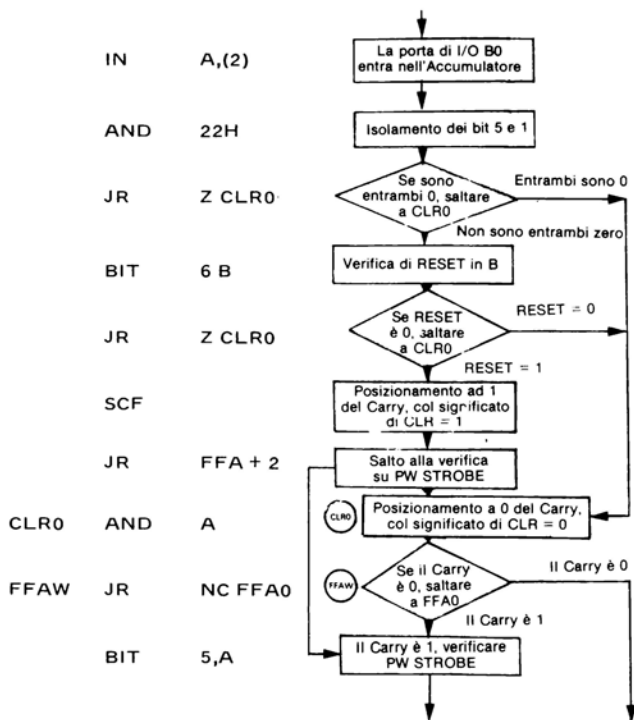 IN A,(2)
La porta di I/O B0
entra nell'Accumulatore
AND 22H
Isolamento dei bit 5 e 1
JR Z CLR0
Se sono
entrambi 0, saltare
a CLR0
Entrambi sono 0
Non sono entrambi zero
BIT 6 B
Verifica di RESET in B
JR Z CLR0
Se RESET
è 0, saltare
a CLR0
RESET = 0
RESET = 1
SCF
Posizionamento ad 1
del Carry, col significato
di CLR = 1
JR FFA + 2
Salto alla verifica
su PW STROBE
CLR0 AND A
CLR0
Posizionamento a 0 del Carry,
col significato di CLR = 0
FFAW JR NC FFA0
FFAW
Se il Carry
è 0, saltare
a FFA0
Il Carry è 0
Il Carry è 1
BIT 5,A
Il Carry è 1, verificare
PW STROBE